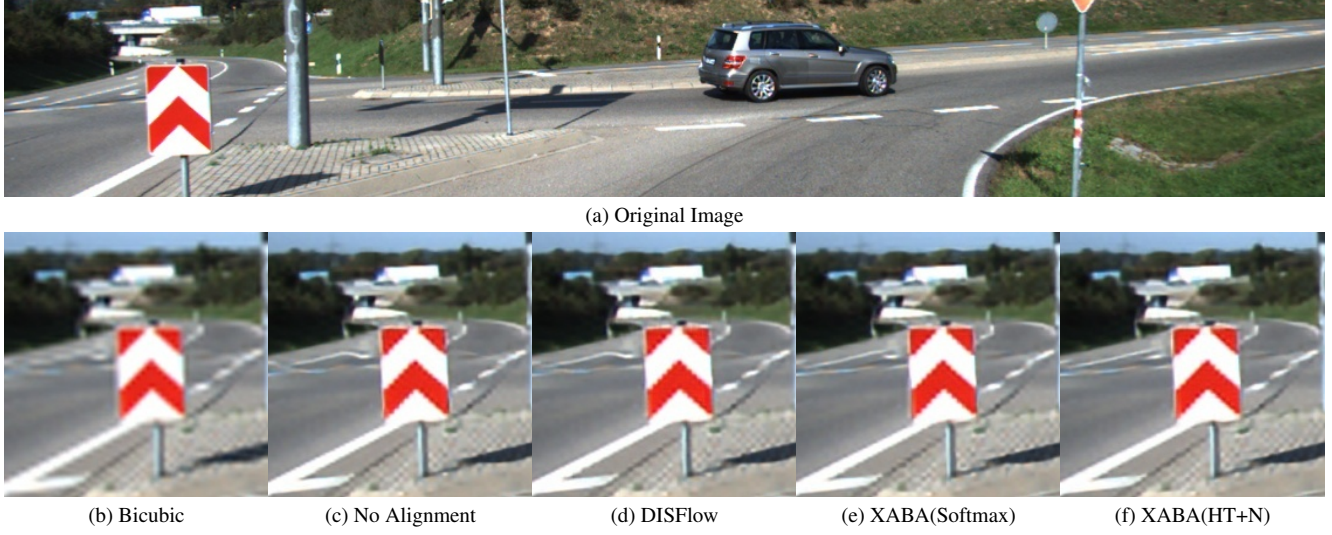 (a) Original Image
(b) Bicubic
(c) No Alignment
(d) DISFlow
(e) XABA(Softmax)
(f) XABA(HT+N)